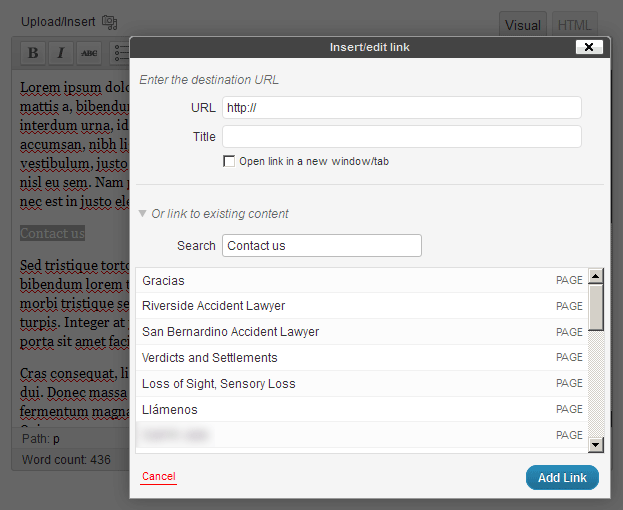 Upload/Insert
Visual HTML
B I ABC
Insert/edit link
Enter the destination URL
URL http://
Title
Open link in a new window/tab
Or link to existing content
Search Contact us
Gracias PAGE
Riverside Accident Lawyer PAGE
San Bernardino Accident Lawyer PAGE
Verdicts and Settlements PAGE
Loss of Sight, Sensory Loss PAGE
Llámenos PAGE
PAGE
Cancel Add Link
Lorem ipsum dolo
mattis a, bibendu
interdum urna, id
accumsan, nibh li
vestibulum, justo
nisl eu sem. Nam p
nec est in justo ele
Contact us
Sed tristique torto
bibendum lorem t
morbi tristique se
turpis. Integer at
porta sit amet faci
Cras consequat, li
dui. Donec massa
fermentum magna
Path: p
Word count: 436